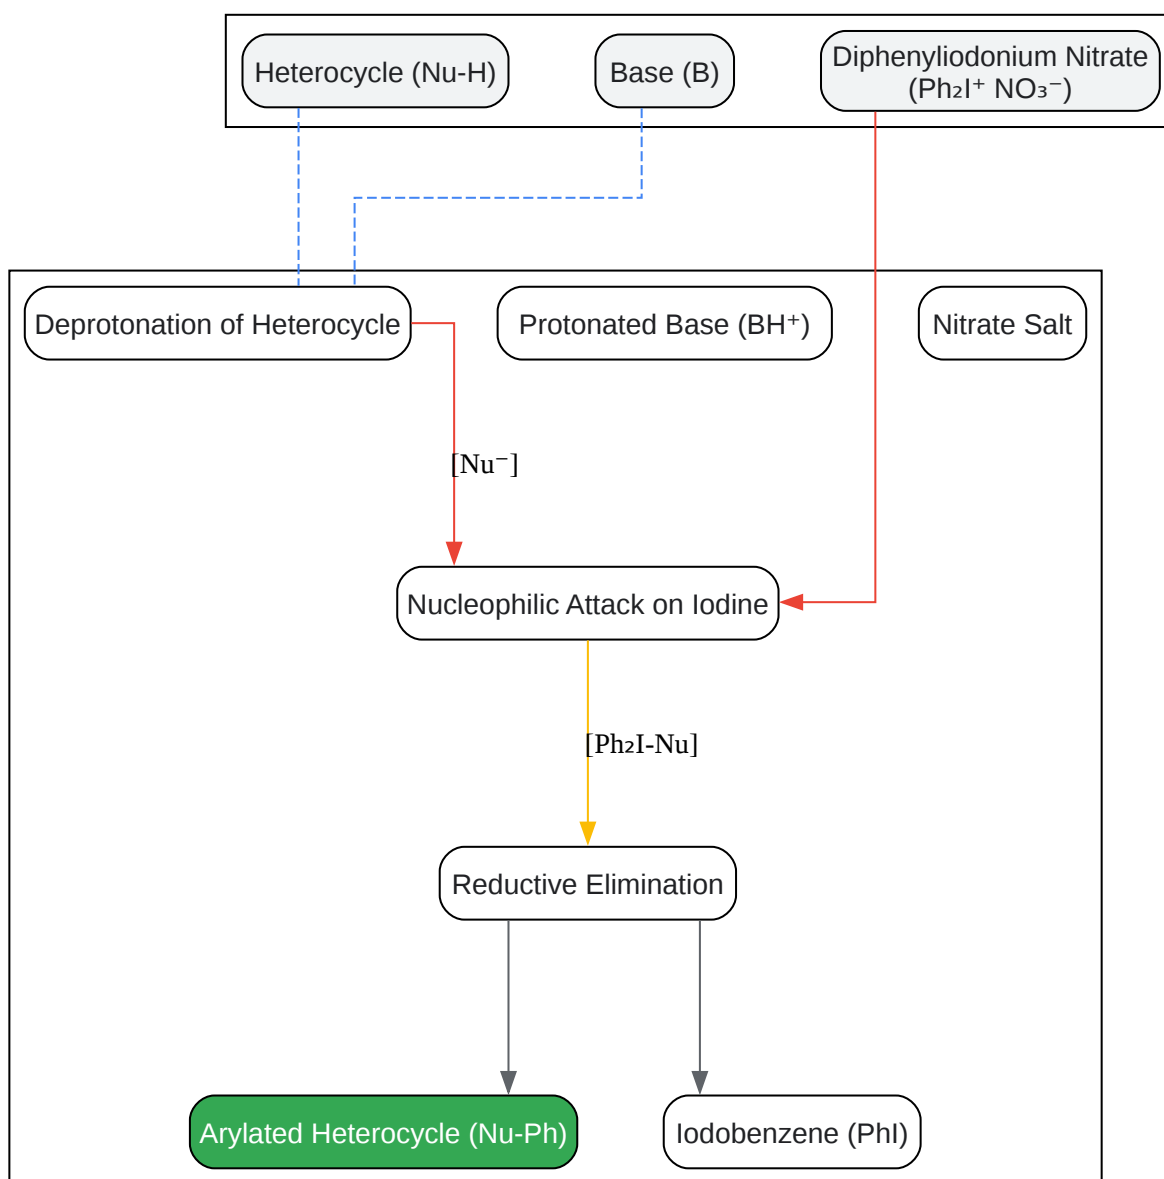 Heterocycle (Nu-H)
Base (B)
Diphenyliodonium Nitrate
(Ph₂I⁺ NO₃⁻)
Deprotonation of Heterocycle
Protonated Base (BH⁺)
Nitrate Salt
[Nu⁻]
Nucleophilic Attack on Iodine
[Ph₂I-Nu]
Reductive Elimination
Arylated Heterocycle (Nu-Ph)
Iodobenzene (PhI)